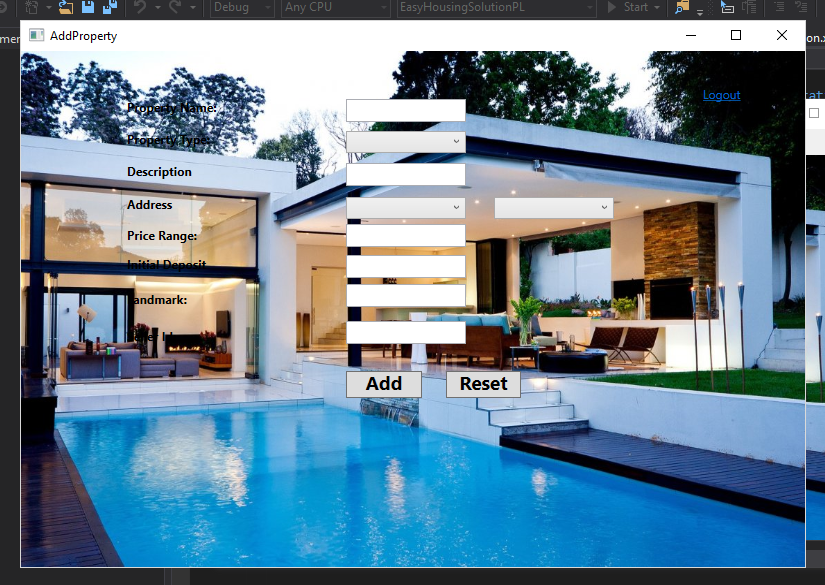 Debug Any CPU EasyHousingSolutionPL Start
AddProperty
Logout
Property Name:
Property Type:
Description
Address
Price Range:
Initial Deposit
Landmark:
Add Reset